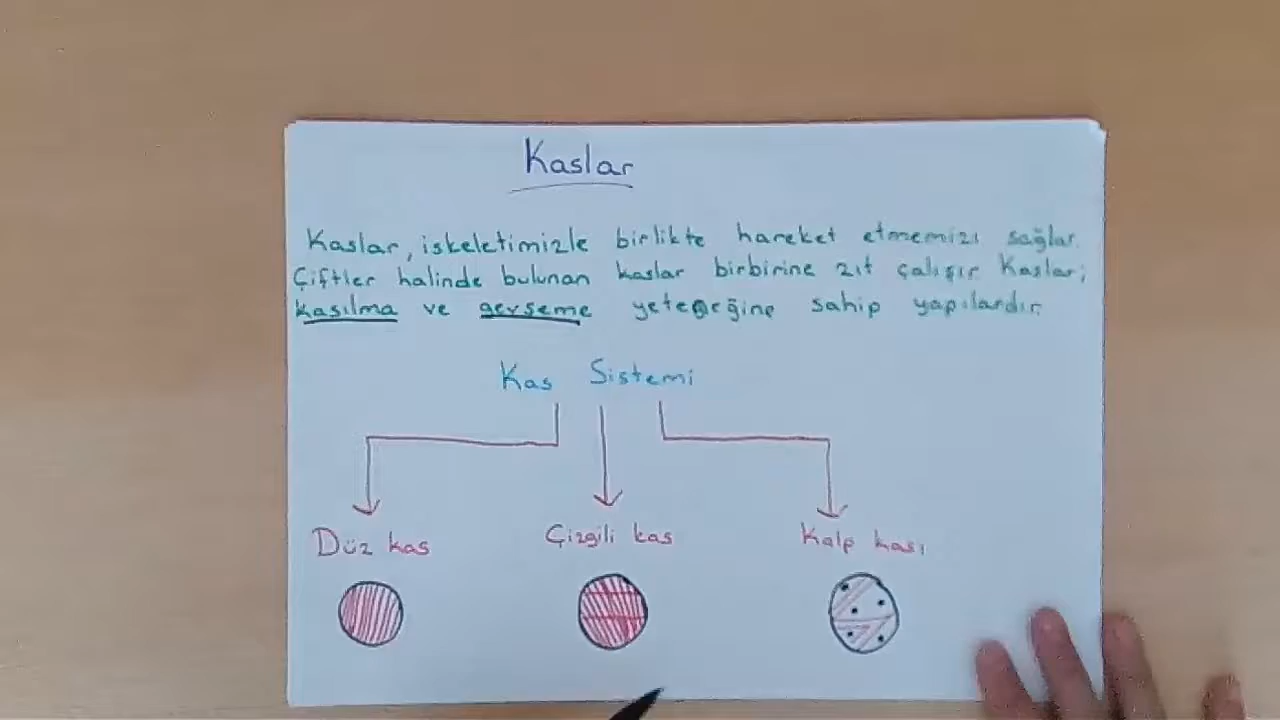 Kaslar
Kaslar, iskeletimizle birlikte hareket etmemizi sağlar.
Çiftler halinde bulunan kaslar birbirine zıt çalışır. Kaslar;
kasılma ve gevşeme yeteneğine sahip yapılardır.
Kas Sistemi
Düz kas Çizgili kas Kalp kası